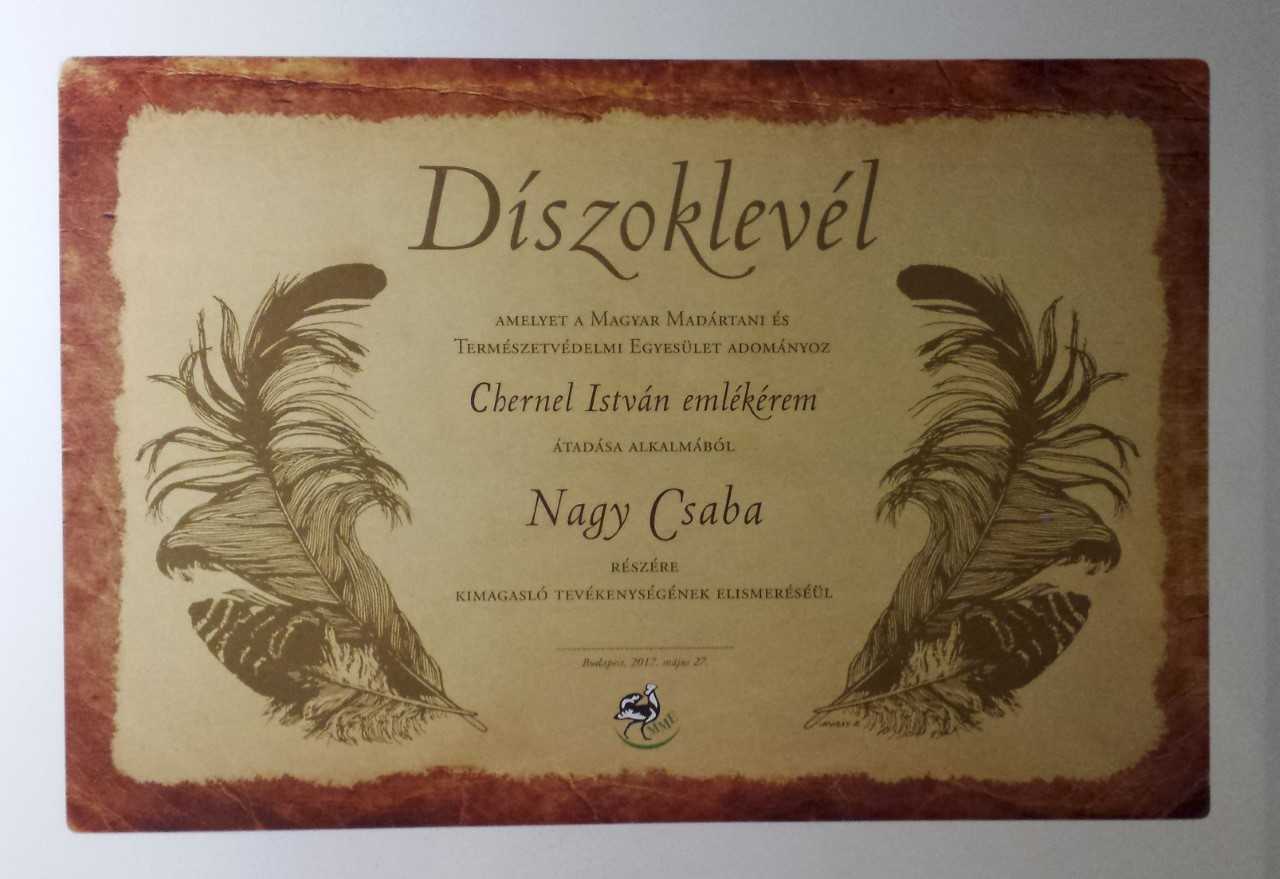 Díszoklevél
AMELYET A MAGYAR MADÁRTANI ÉS
TERMÉSZETVÉDELMI EGYESÜLET ADOMÁNYOZ
Chernel István emlékérem
ÁTADÁSA ALKALMÁBÓL
Nagy Csaba
RÉSZÉRE
KIMAGASLÓ TEVÉKENYSÉGÉNEK ELISMERÉSÉÜL
Budapest, 2017. május 27.
MME